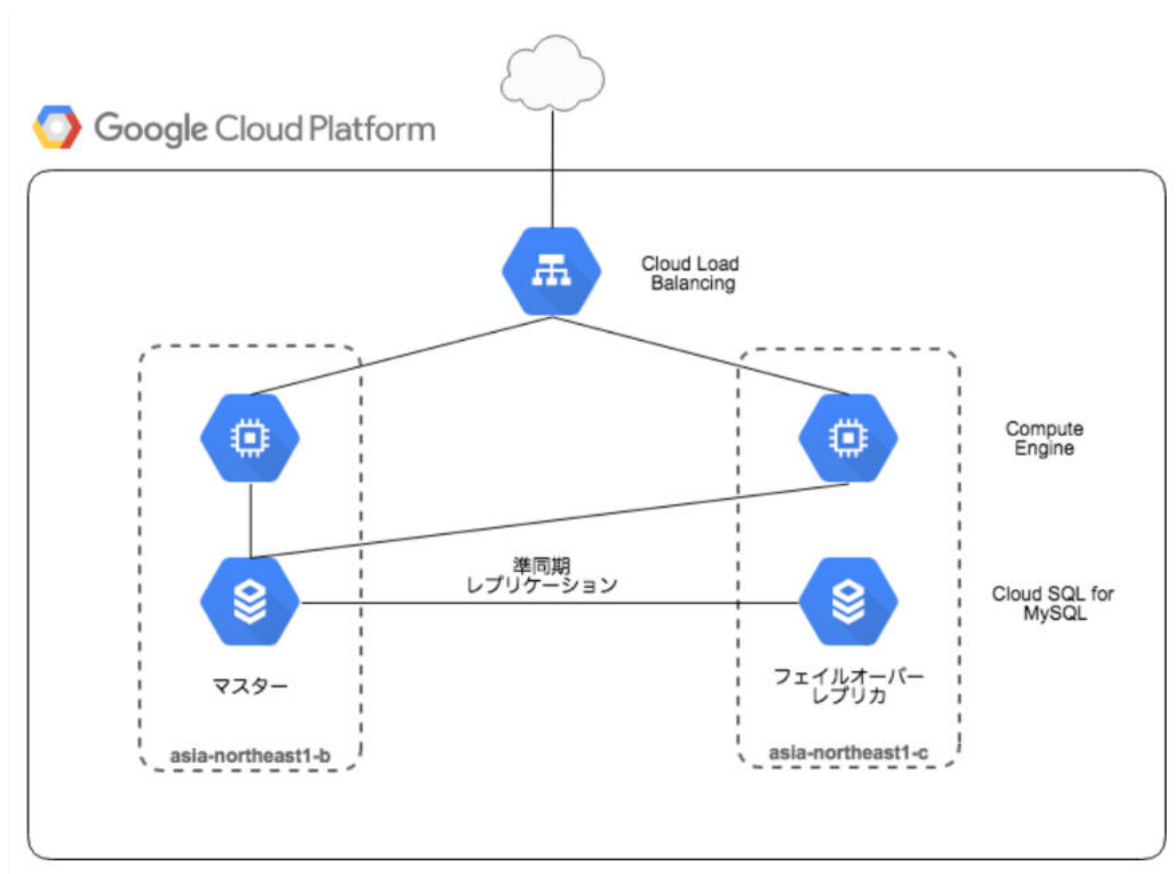 Google Cloud Platform
Cloud Load
Balancing
Compute
Engine
準同期
レプリケーション
Cloud SQL for
MySQL
マスター
フェイルオーバー
レプリカ
asia-northeast1-b
asia-northeast1-c